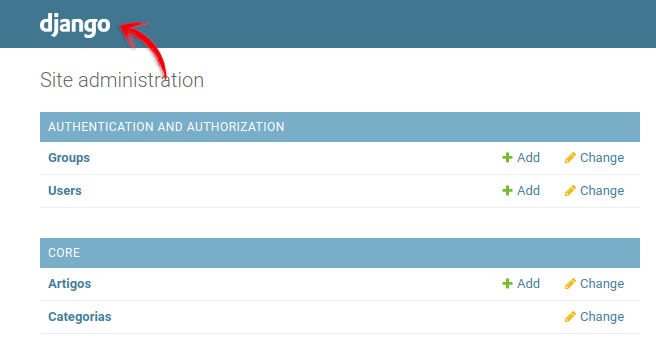 django
Site administration
AUTHENTICATION AND AUTHORIZATION
Groups Add Change
Users Add Change
CORE
Artigos Add Change
Categorias Change